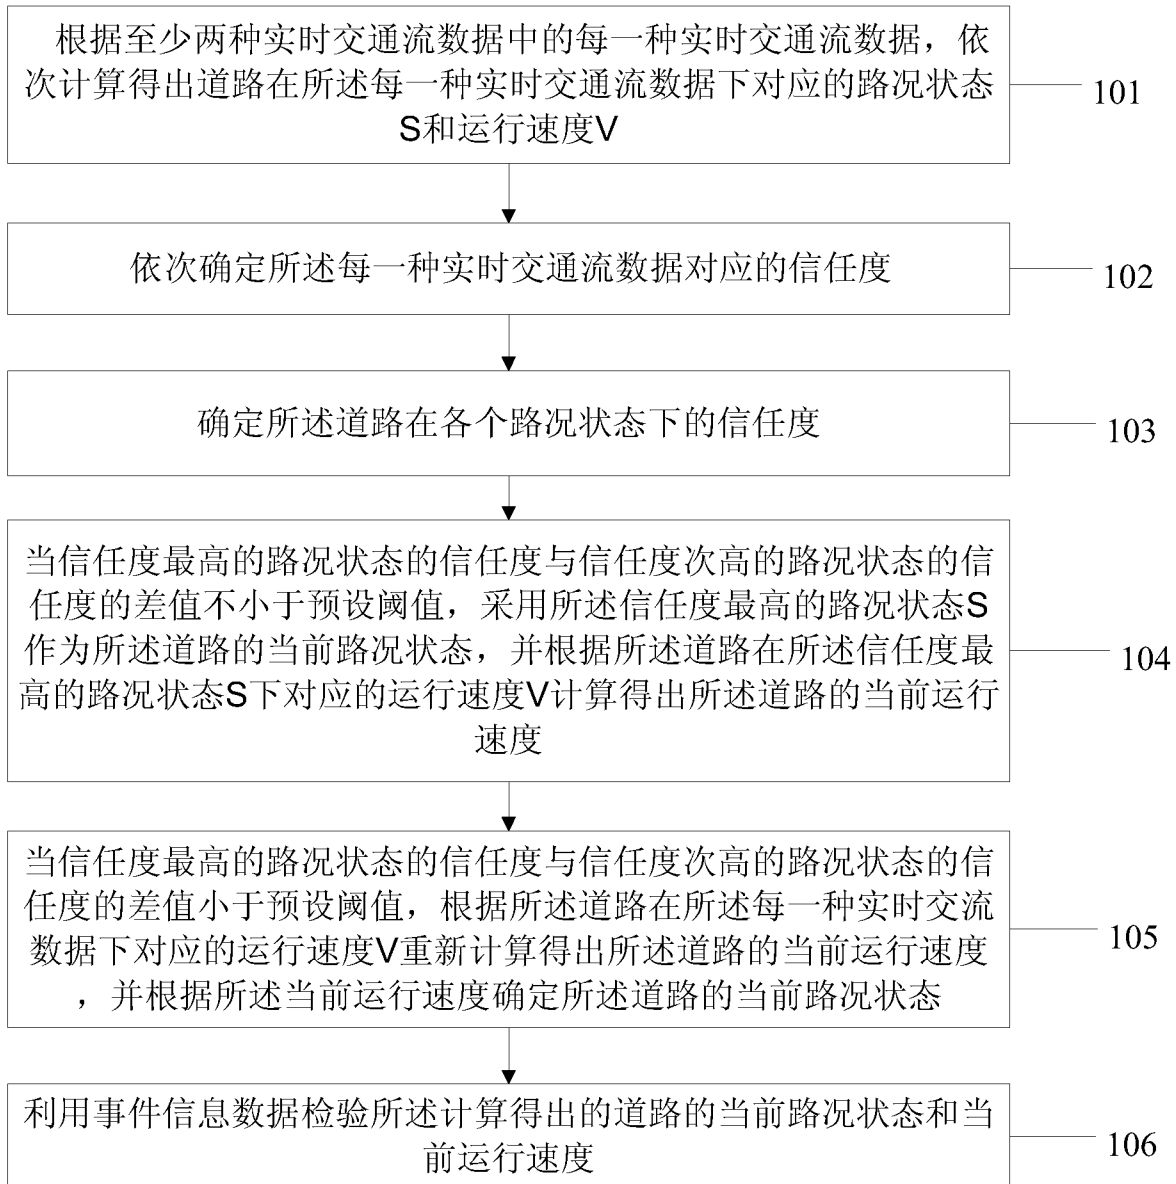 根据至少两种实时交通流数据中的每一种实时交通流数据，依
次计算得出道路在所述每一种实时交通流数据下对应的路况状态
S和运行速度V
101
依次确定所述每一种实时交通流数据对应的信任度
102
确定所述道路在各个路况状态下的信任度
103
当信任度最高的路况状态的信任度与信任度次高的路况状态的信
任度的差值不小于预设阈值，采用所述信任度最高的路况状态S
作为所述道路的当前路况状态，并根据所述道路在所述信任度最
高的路况状态S下对应的运行速度V计算得出所述道路的当前运行
速度
104
当信任度最高的路况状态的信任度与信任度次高的路况状态的信
任度的差值小于预设阈值，根据所述道路在所述每一种实时交流
数据下对应的运行速度V重新计算得出所述道路的当前运行速度
，并根据所述当前运行速度确定所述道路的当前路况状态
105
利用事件信息数据检验所述计算得出的道路的当前路况状态和当
前运行速度
106